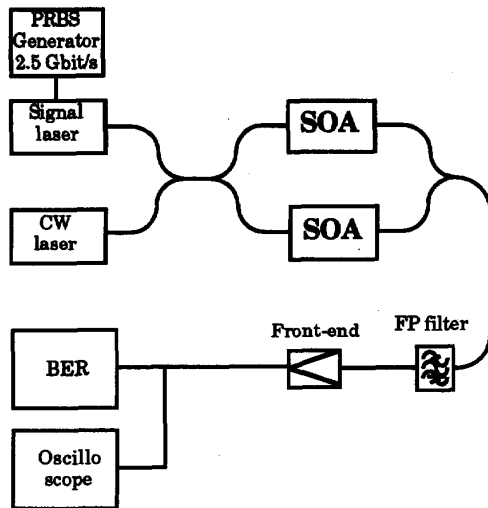 PRBS
Generator
2.5 Gbit/s
Signal
laser
SOA
CW
laser
SOA
Front-end
FP filter
BER
Oscillo
scope